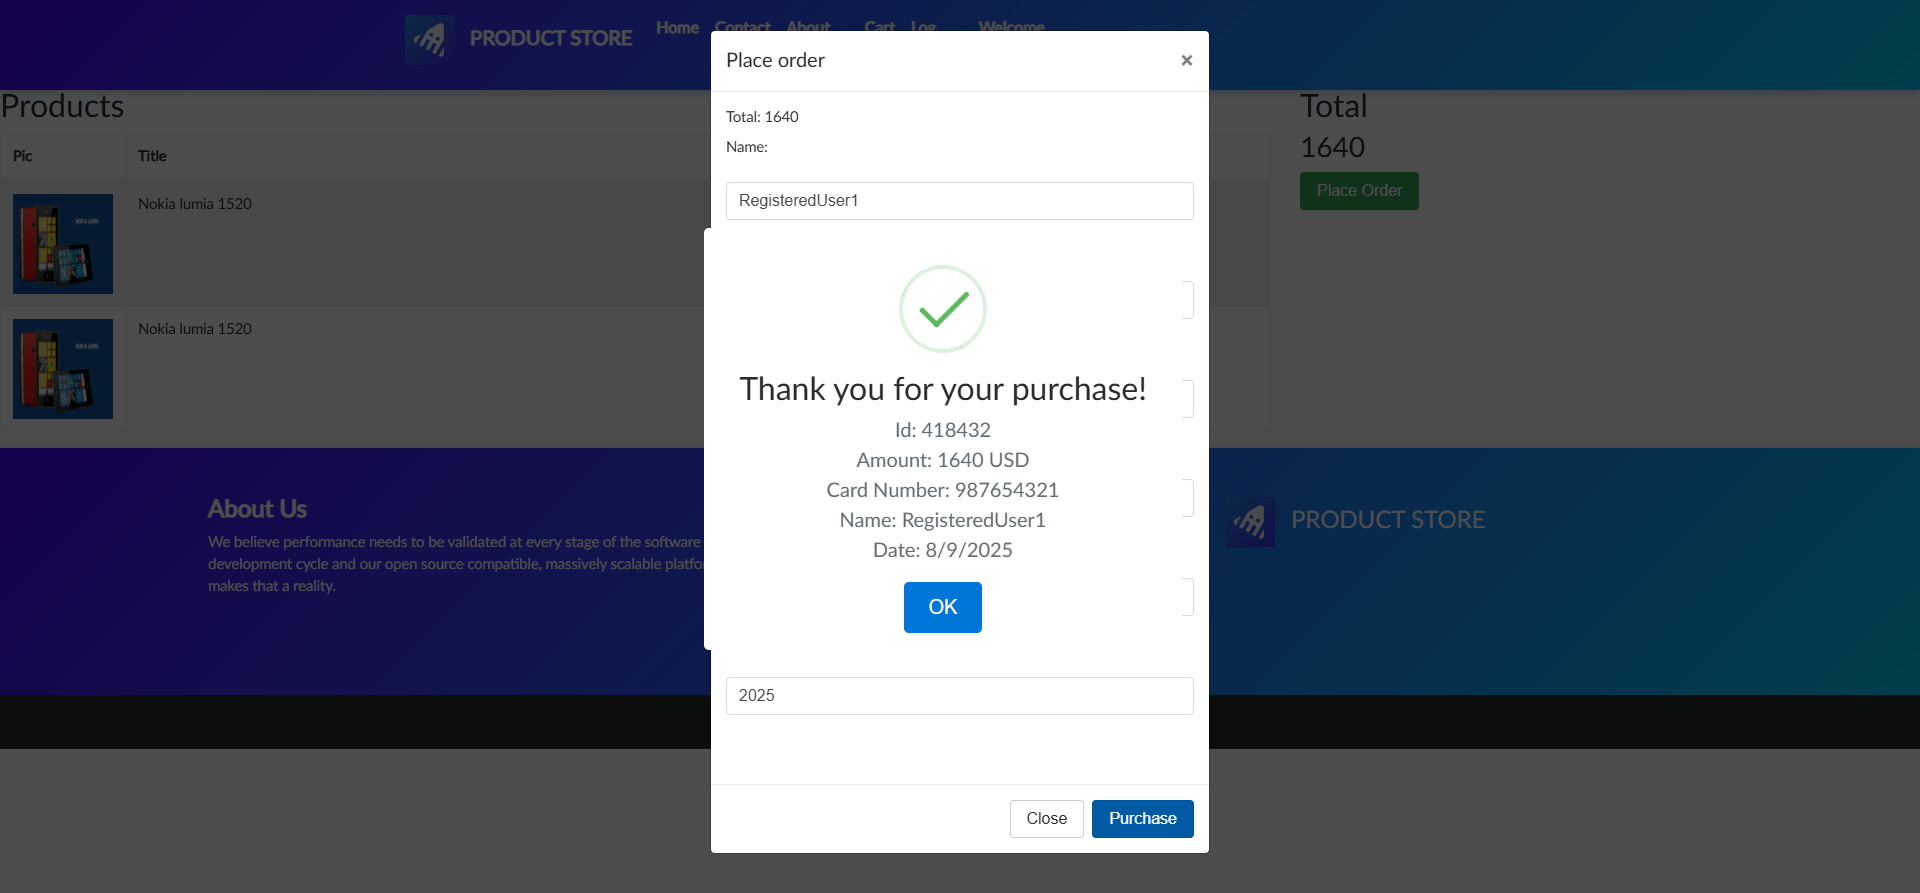 PRODUCT STORE
Home
Contact
About
Cart
Log
Welcome
Place order
×
Total: 1640
Name:
RegisteredUser1
Products
Pic
Title
Nokia lumia 1520
Nokia lumia 1520
Total
1640
Place Order
Thank you for your purchase!
Id: 418432
Amount: 1640 USD
Card Number: 987654321
Name: RegisteredUser1
Date: 8/9/2025
OK
2025
Close
Purchase
About Us
We believe performance needs to be validated at every stage of the software
development cycle and our open source compatible, massively scalable
makes that a reality.
PRODUCT STORE